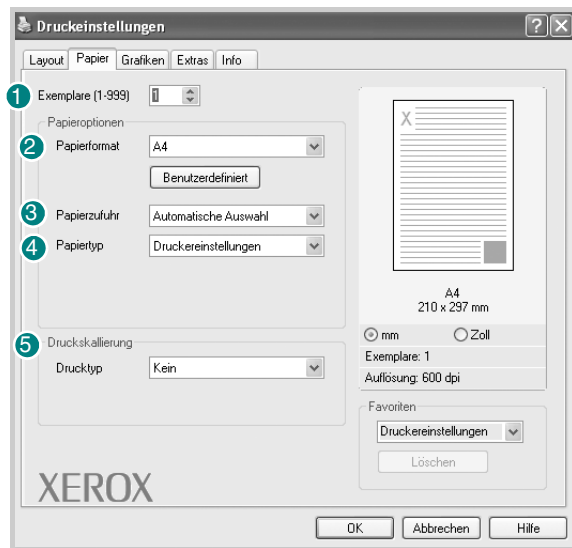 Druckeinstellungen
Layout Papier Grafiken Extras Info
1 Exemplare (1-999) 1
Papieroptionen
2 Papierformat A4
Benutzerdefiniert
3 Papierzufuhr Automatische Auswahl
4 Papiertyp Druckereinstellungen
5 Druckskallierung
Drucktyp Kein
XEROX
X
A4
210 x 297 mm
mm Zoll
Exemplare: 1
Auflösung: 600 dpi
Favoriten
Druckereinstellungen
Löschen
OK Abbrechen Hilfe